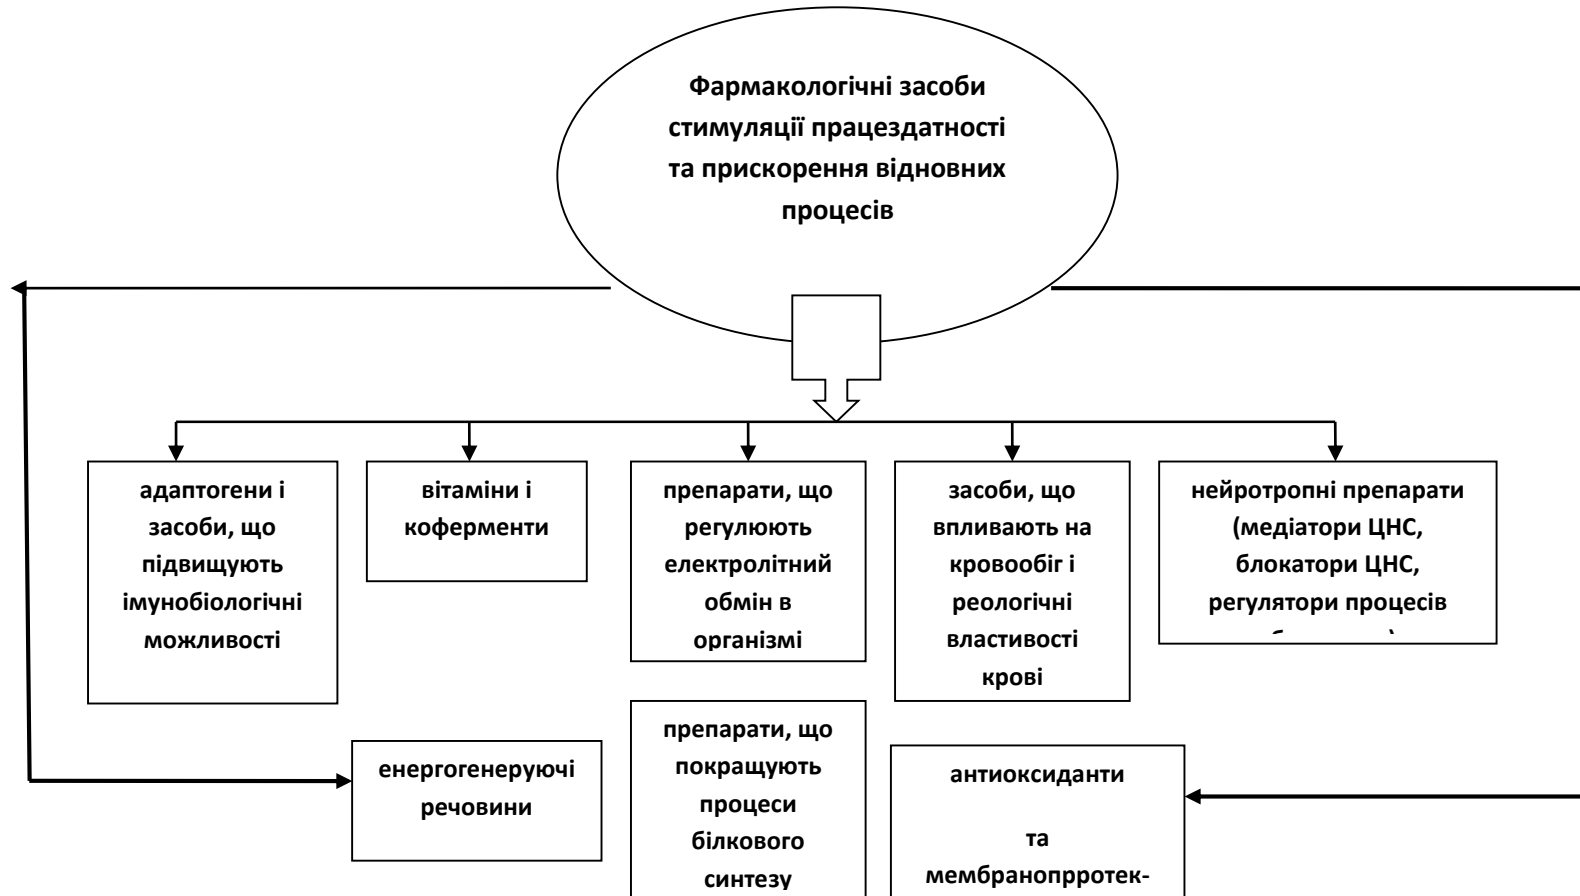 Фармакологічні засоби
стимуляції працездатності
та прискорення відновних
процесів
адаптогени і
засоби, що
підвищують
імунобіологічні
можливості
вітаміни і
коферменти
препарати, що
регулюють
електролітний
обмін в
організмі
засоби, що
впливають на
кровообіг і
реологічні
властивості
крові
нейротропні препарати
(медіатори ЦНС,
блокатори ЦНС,
регулятори процесів
енергогенеруючі
речовини
препарати, що
покращують
процеси
білкового
синтезу
антиоксиданти
та
мембранопрротек-